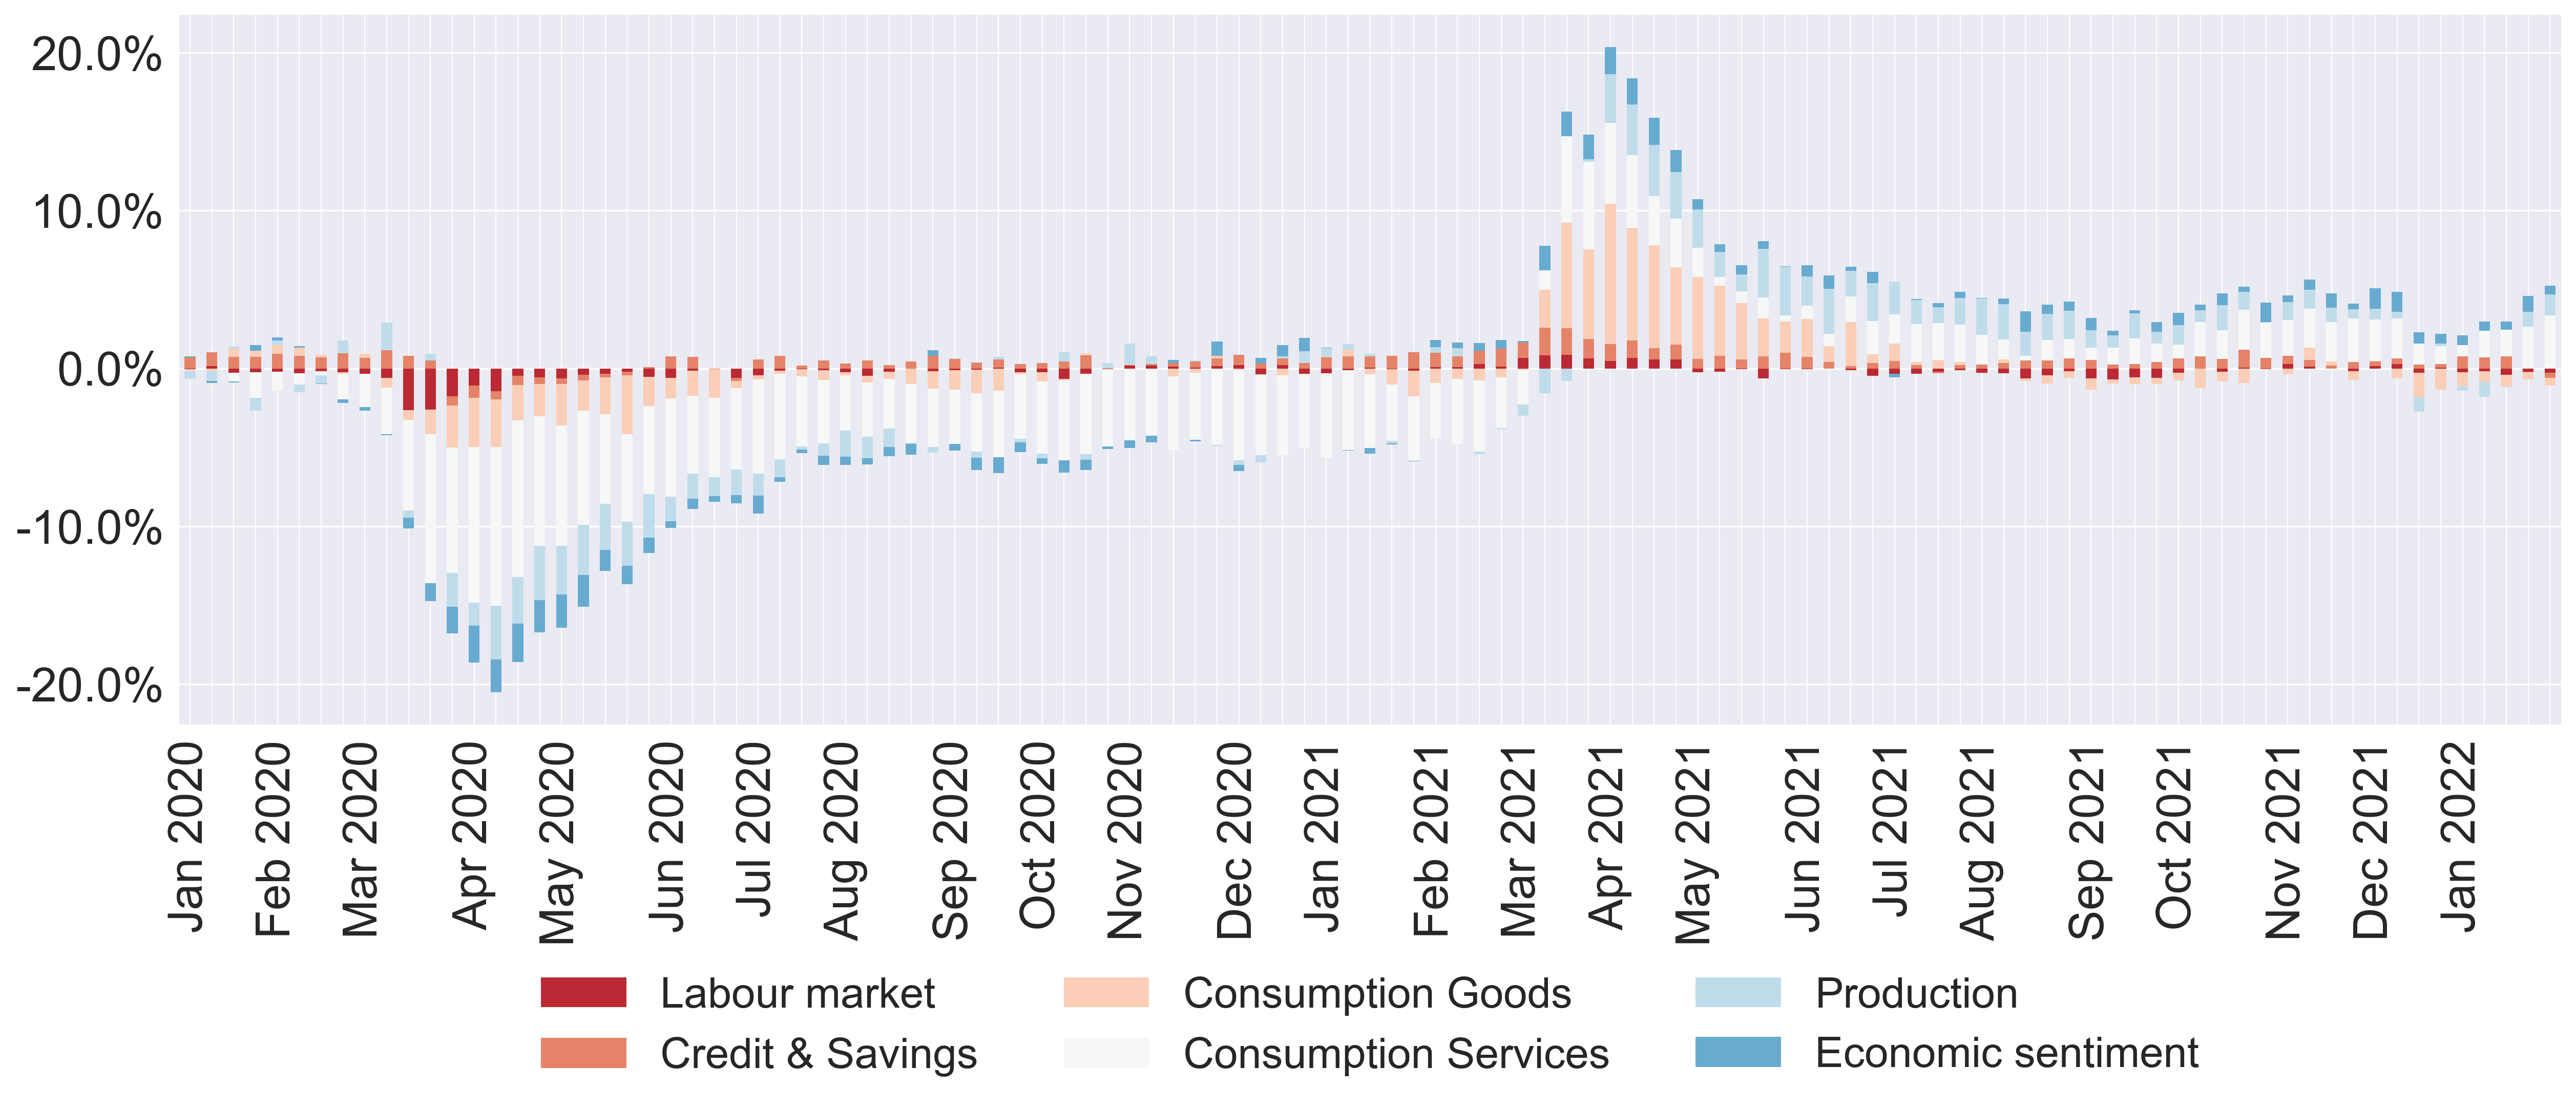 20.0%
10.0%
0.0%
-10.0%
-20.0%
Jan 2020
Feb 2020
Mar 2020
Apr 2020
May 2020
Jun 2020
Jul 2020
Aug 2020
Sep 2020
Oct 2020
Nov 2020
Dec 2020
Jan 2021
Feb 2021
Mar 2021
Apr 2021
May 2021
Jun 2021
Jul 2021
Aug 2021
Sep 2021
Oct 2021
Nov 2021
Dec 2021
Jan 2022
Labour market
Credit & Savings
Consumption Goods
Consumption Services
Production
Economic sentiment